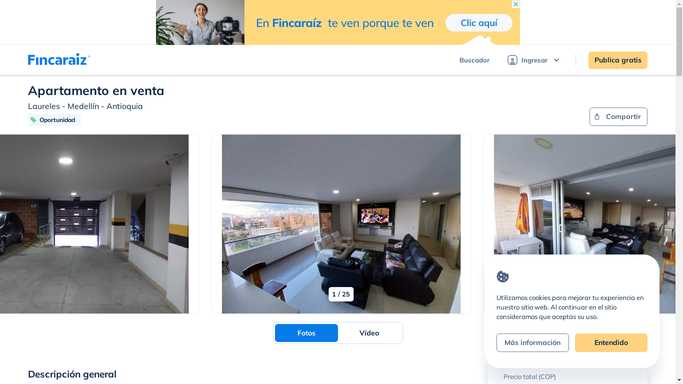 En Fincaraíz te ven porque te ven
Clic aquí
Fincaraiz
Buscador
Ingresar
Publica gratis
Apartamento en venta
Laureles - Medellín - Antioquia
Oportunidad
Compartir
1 / 25
Fotos
Vídeo
Utilizamos cookies para mejorar tu experiencia en
nuestro sitio web. Al continuar en el sitio
consideramos que aceptas su uso.
Más información
Entendido
Descripción general
Precio total (COP)